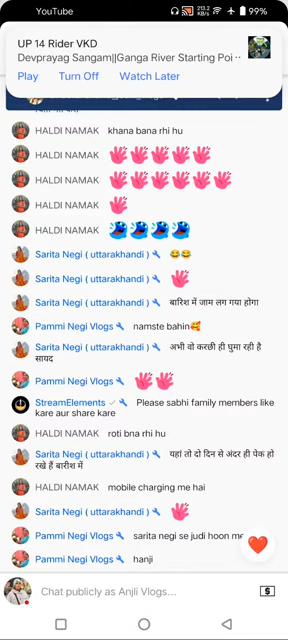 YouTube
213.2
KB/s
99%
UP 14 Rider VKD
Devprayag Sangam||Ganga River Starting Poi ··
Play Turn Off Watch Later
HALDI NAMAK khana bana rhi hu
HALDI NAMAK
HALDI NAMAK
HALDI NAMAK
HALDI NAMAK
Sarita Negi ( uttarakhandi )
Sarita Negi ( uttarakhandi )
Sarita Negi ( uttarakhandi ) बारिश में जाम लग गया होगा
Pammi Negi Vlogs namste bahin
Sarita Negi ( uttarakhandi ) अभी वो करछी ही घुमा रही है
सायद
Pammi Negi Vlogs
StreamElements Please sabhi family members like
kare aur share kare
HALDI NAMAK roti bna rhi hu
Sarita Negi ( uttarakhandi ) यहां तो दो दिन से अंदर ही पेक हो
रखे हैं बारीश में
HALDI NAMAK mobile charging me hai
Sarita Negi ( uttarakhandi )
Pammi Negi Vlogs sarita negi se judi hoon me
Pammi Negi Vlogs hanji
Chat publicly as Anjli Vlogs...